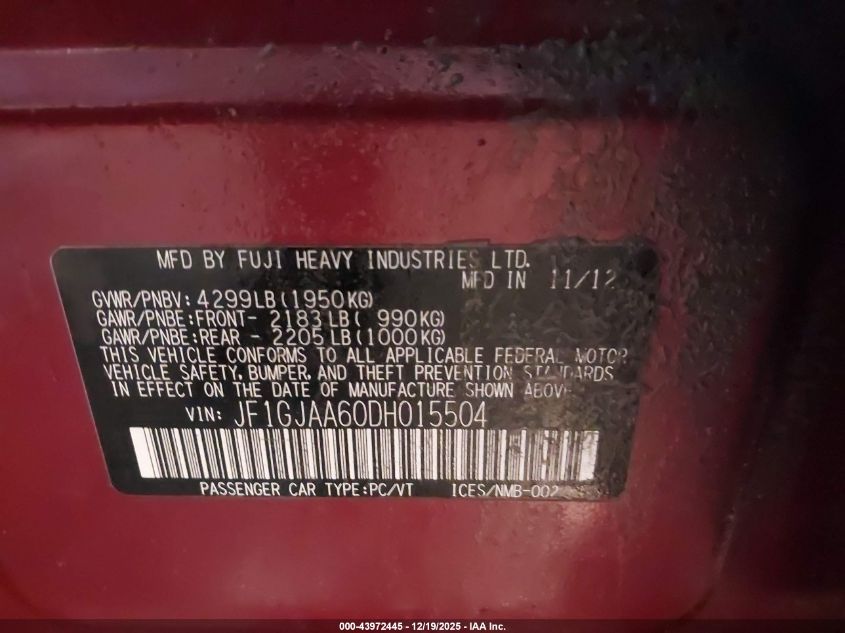 MFD BY FUJI HEAVY INDUSTRIES LTD.
MFD IN 11/12
GVWR/PNBV: 4299LB(1950KG)
GAWR/PNBE:FRONT- 2183LB( 990KG)
GAWR/PNBE:REAR - 2205LB(1000KG)
THIS VEHICLE CONFORMS TO ALL APPLICABLE FEDERAL MOTOR
VEHICLE SAFETY, BUMPER, AND THEFT PREVENTION STANDARDS
IN EFFECT ON THE DATE OF MANUFACTURE SHOWN ABOVE
VIN: JF1GJAA60DH015504
PASSENGER CAR TYPE:PC/VT ICES/NMB-002
000-43972445 - 12/19/2025 - IAA Inc.